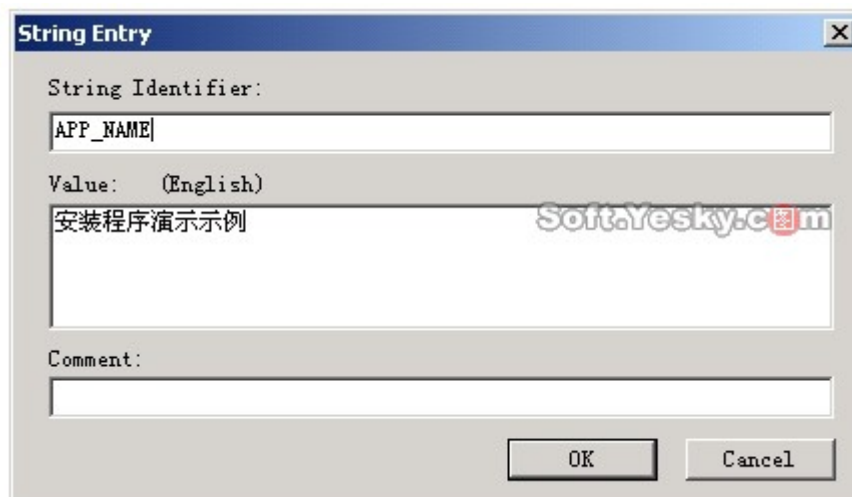 String Entry
String Identifier:
APP_NAME
Value: (English)
安装程序演示示例
Soft.Yesky.c图m
Comment:
OK
Cancel